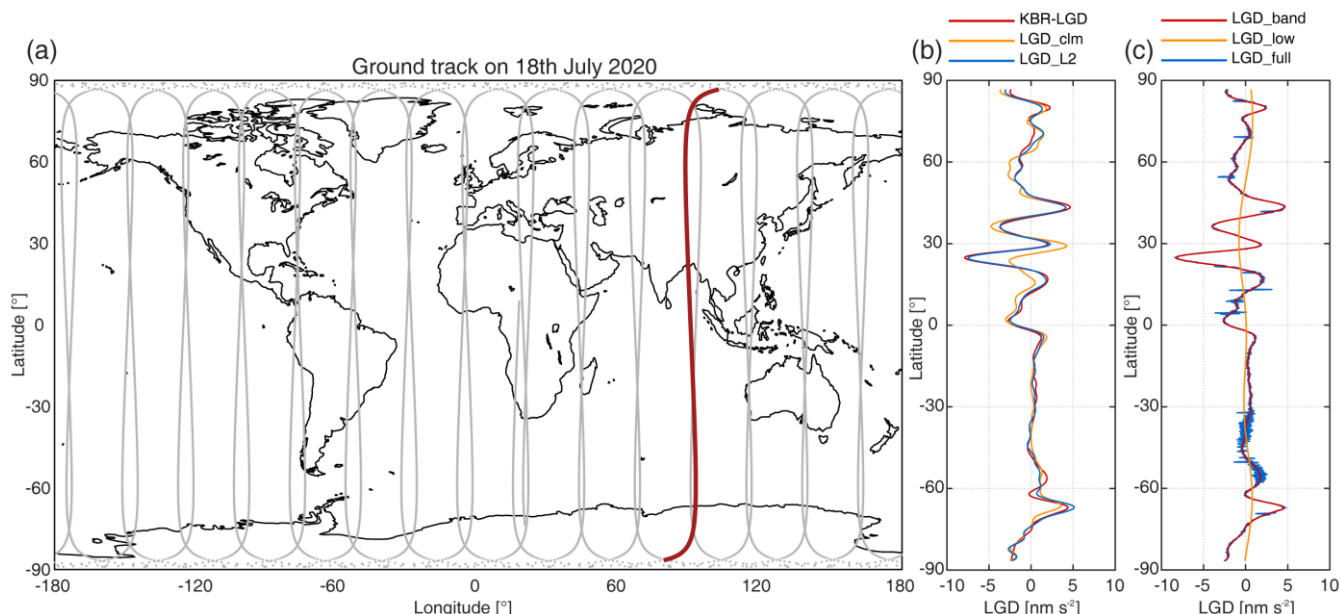 (a)
Ground track on 18th July 2020
90
60
30
0
-30
-60
-90
Latitude [°]
-180
-120
-60
0
60
120
180
Longitude [°]
(b)
KBR-LGD
LGD_clm
LGD_L2
90
60
30
0
-30
-60
-90
Latitude [°]
-10
-5
0
5
10
LGD [nm s⁻²]
(c)
LGD_band
LGD_low
LGD_full
90
60
30
0
-30
-60
-90
Latitude [°]
-10
-5
0
5
10
LGD [nm s⁻²]